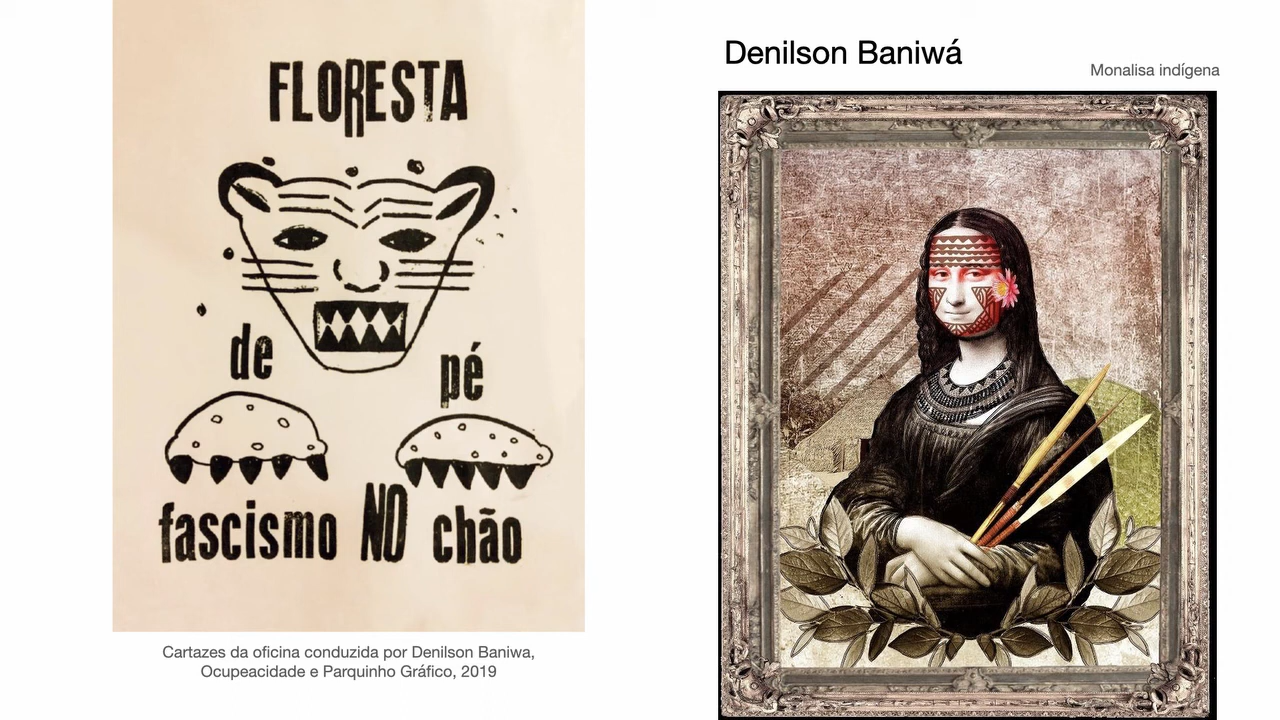 FLORESTA
de pé
fascismo NO chão
Cartazes da oficina conduzida por Denilson Baniwa,
Ocupeacidade e Parquinho Gráfico, 2019
Denilson Baniwá
Monalisa indígena